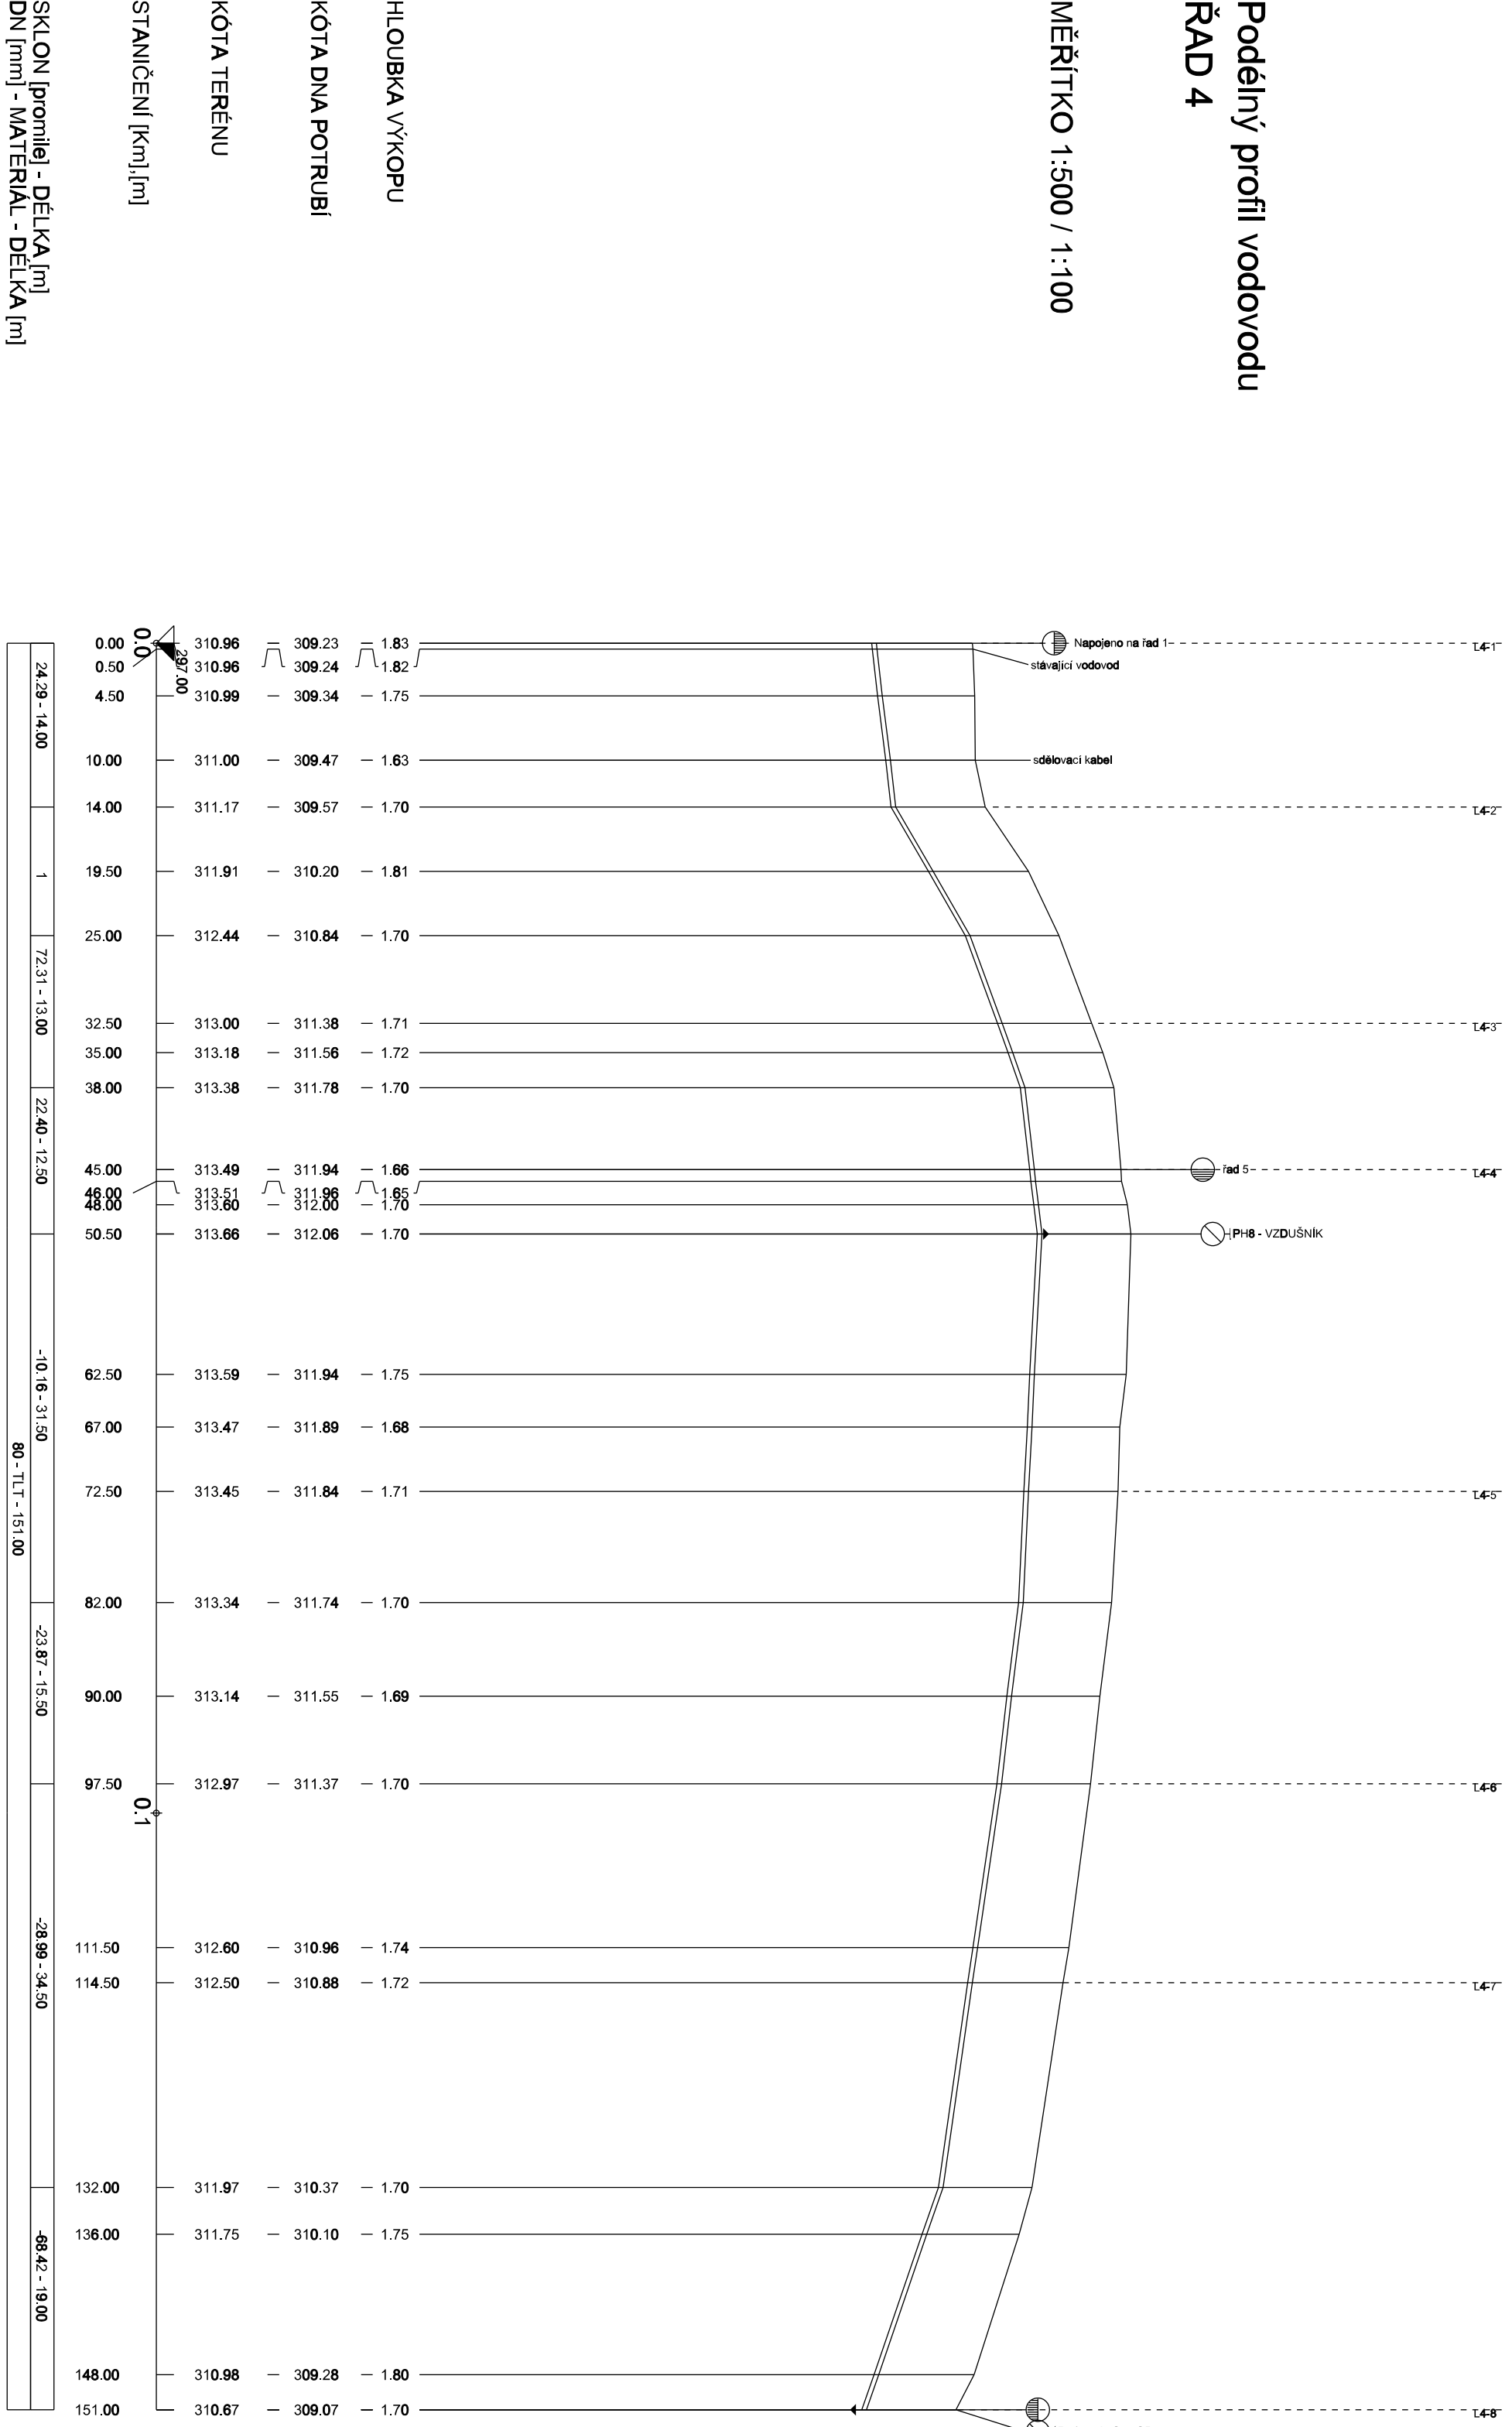 Podélný profil vodovodu
ŘAD 4
MĚŘÍTKO 1:500 / 1:100
HLOUBKA VÝKOPU
KÓTA DNA POTRUBÍ
KÓTA TERÉNU
STANIČENÍ [Km],[m]
SKLON [promile] - DÉLKA [m]
DN [mm] - MATERIÁL - DÉLKA [m]
L4-1
L4-2
L4-3
L4-4
L4-5
L4-6
L4-7
L4-8
Napojeno na řad 1
stávající vodovod
sdělovací kabel
řad 5
PH8 - VZDUŠNÍK
297.00
0.0
0.1
0.00 310.96 309.23 1.83
0.50 310.96 309.24 1.82
4.50 310.99 309.34 1.75
10.00 311.00 309.47 1.63
14.00 311.17 309.57 1.70
19.50 311.91 310.20 1.81
25.00 312.44 310.84 1.70
32.50 313.00 311.38 1.71
35.00 313.18 311.56 1.72
38.00 313.38 311.78 1.70
45.00 313.49 311.94 1.66
46.00 313.51 311.96 1.65
48.00 313.60 312.00 1.70
50.50 313.66 312.06 1.70
62.50 313.59 311.94 1.75
67.00 313.47 311.89 1.68
72.50 313.45 311.84 1.71
82.00 313.34 311.74 1.70
90.00 313.14 311.55 1.69
97.50 312.97 311.37 1.70
111.50 312.60 310.96 1.74
114.50 312.50 310.88 1.72
132.00 311.97 310.37 1.70
136.00 311.75 310.10 1.75
148.00 310.98 309.28 1.80
151.00 310.67 309.07 1.70
24.29 - 14.00
1
72.31 - 13.00
22.40 - 12.50
-10.16 - 31.50
-23.87 - 15.50
-28.99 - 34.50
-68.42 - 19.00
80 - TLT - 151.00